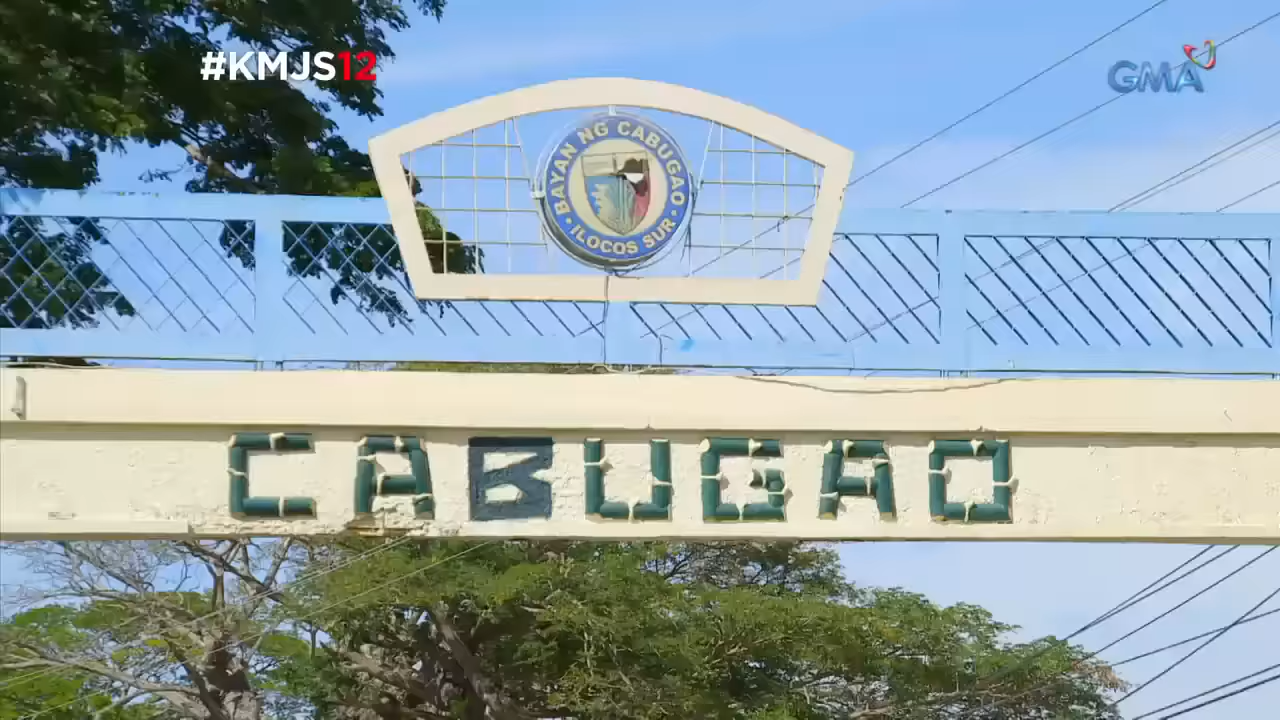 #KMJS12
GMA
BAYAN NG CABUGAO
• ILOCOS SUR •
CABUGAO